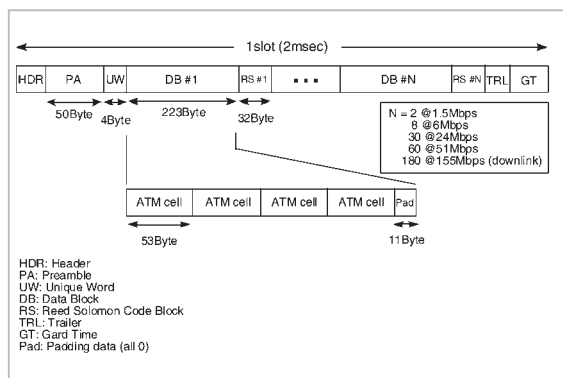 1slot (2msec)
HDR PA UW DB #1 RS #1 ▪▪▪ DB #N RS #N TRL GT
50Byte 4Byte 223Byte 32Byte
N = 2 @1.5Mbps
8 @6Mbps
30 @24Mbps
60 @51Mbps
180 @155Mbps (downlink)
ATM cell ATM cell ATM cell ATM cell Pad
53Byte 11Byte
HDR: Header
PA: Preamble
UW: Unique Word
DB: Data Block
RS: Reed Solomon Code Block
TRL: Trailer
GT: Gard Time
Pad: Padding data (all 0)